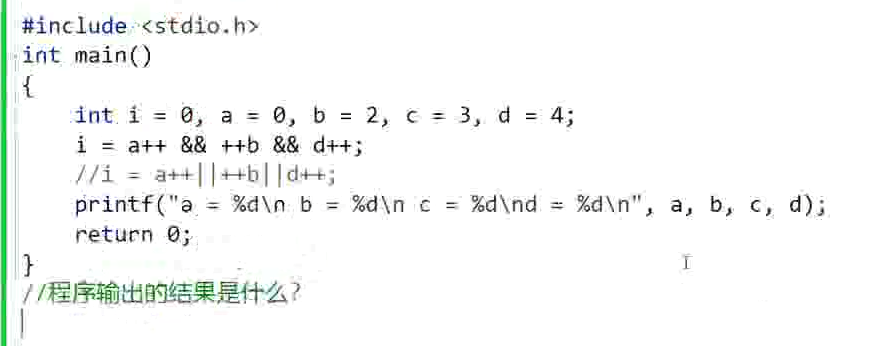 #include <stdio.h>
int main()
{
    int i = 0, a = 0, b = 2, c = 3, d = 4;
    i = a++ && ++b && d++;
    //i = a++||++b||d++;
    printf("a = %d\n b = %d\n c = %d\nd = %d\n", a, b, c, d);
    return 0;
}
//程序输出的结果是什么?